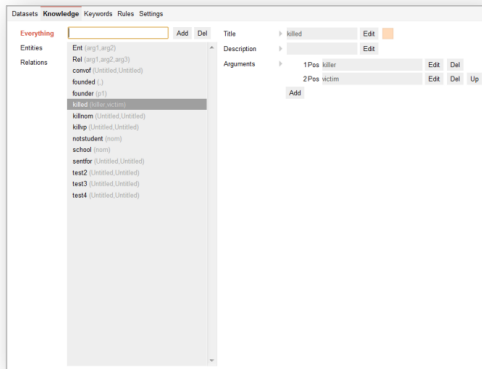 Datasets Knowledge Keywords Rules Settings
Everything Add Del
Entities
Relations
Ent (arg1,arg2)
Rel (arg1,arg2,arg3)
convof (Untitled,Untitled)
founded (,)
founder (p1)
killed (killer,victim)
killnom (Untitled,Untitled)
killvp (Untitled,Untitled)
notstudent (nom)
school (nam)
sentfor (Untitled,Untitled)
test2 (Untitled,Untitled)
test3 (Untitled,Untitled)
test4 (Untitled,Untitled)
Title killed Edit
Description Edit
Arguments 1 Pos killer Edit Del
2 Pos victim Edit Del Up
Add